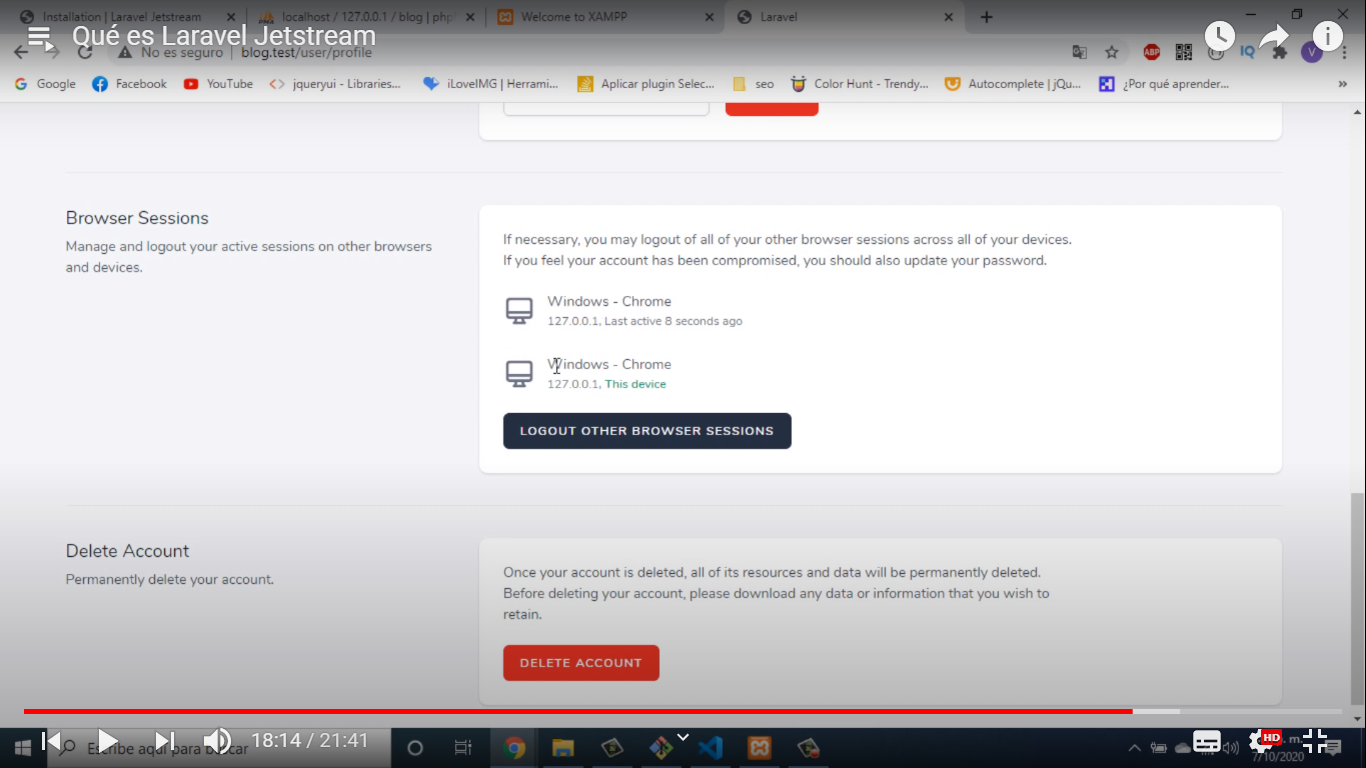 Installation | Laravel Jetstream
localhost / 127.0.0.1 / blog | php
Welcome to XAMPP
Laravel
Qué es Laravel Jetstream
No es seguro
blog.test/user/profile
ABP
IQ
V
Google
Facebook
YouTube
jqueryui - Libraries...
iLoveIMG | Herrami...
Aplicar plugin Selec...
seo
Color Hunt - Trendy...
Autocomplete | jQu...
¿Por qué aprender...
Browser Sessions
Manage and logout your active sessions on other browsers
and devices.
If necessary, you may logout of all of your other browser sessions across all of your devices.
If you feel your account has been compromised, you should also update your password.
Windows - Chrome
127.0.0.1, Last active 8 seconds ago
Windows - Chrome
127.0.0.1, This device
LOGOUT OTHER BROWSER SESSIONS
Delete Account
Permanently delete your account.
Once your account is deleted, all of its resources and data will be permanently deleted.
Before deleting your account, please download any data or information that you wish to
retain.
DELETE ACCOUNT
Escribe aquí para buscar
18:14 / 21:41
HD
7/10/2020